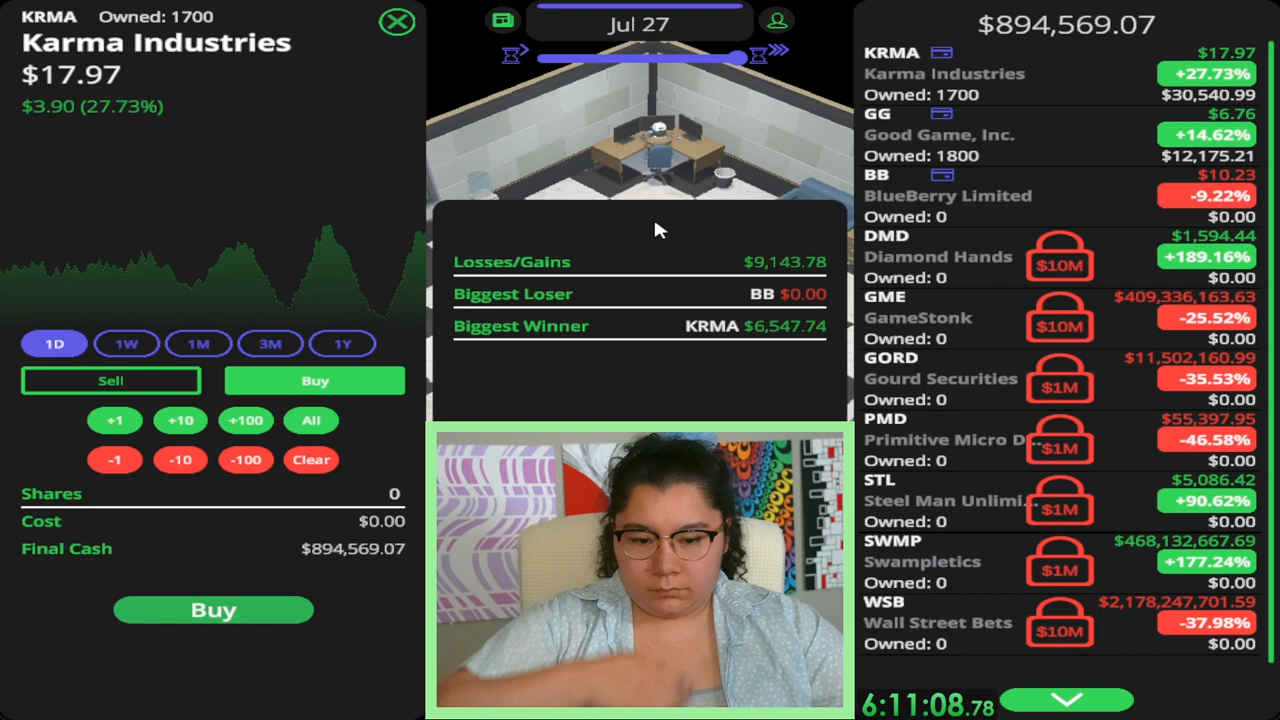 KRMA Owned: 1700
Karma Industries
$17.97
$3.90 (27.73%)
1D 1W 1M 3M 1Y
Sell Buy
+1 +10 +100 All
-1 -10 -100 Clear
Shares 0
Cost $0.00
Final Cash $894,569.07
Buy
Jul 27
Losses/Gains $9,143.78
Biggest Loser BB $0.00
Biggest Winner KRMA $6,547.74
$894,569.07
KRMA $17.97
Karma Industries +27.73%
Owned: 1700 $30,540.99
GG $6.76
Good Game, Inc. +14.62%
Owned: 1800 $12,175.21
BB $10.23
BlueBerry Limited -9.22%
Owned: 0 $0.00
DMD $1,594.44
Diamond Hands $10M +189.16%
Owned: 0 $0.00
GME $409,336,163.63
GameStonk $10M -25.52%
Owned: 0 $0.00
GORD $11,502,160.99
Gourd Securities $1M -35.53%
Owned: 0 $0.00
PMD $55,397.95
Primitive Micro D... $1M -46.58%
Owned: 0 $0.00
STL $5,086.42
Steel Man Unlimi... $1M +90.62%
Owned: 0 $0.00
SWMP $468,132,667.69
Swampletics $1M +177.24%
Owned: 0 $0.00
WSB $2,178,247,701.59
Wall Street Bets $10M -37.98%
Owned: 0 $0.00
6:11:08.78